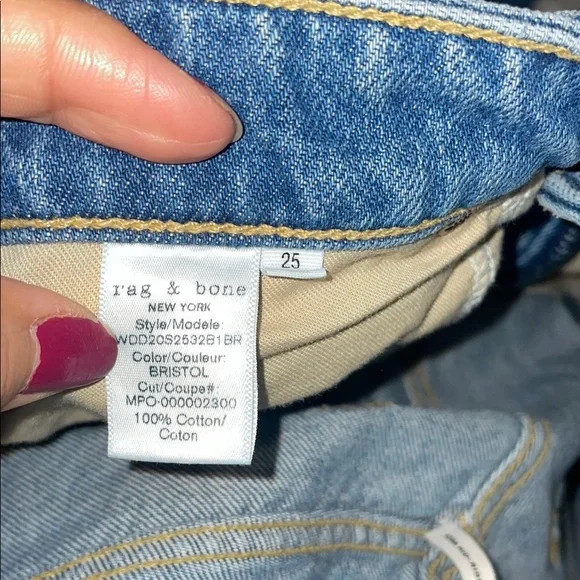 25
rag & bone
NEW YORK
Style/Modele:
WDD20S2532B1BR
Color/Couleur:
BRISTOL
Cut/Coupe#:
MPO-000002300
100% Cotton/
Coton